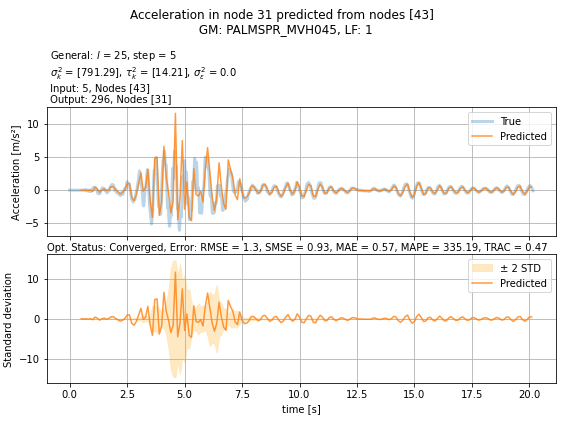 Acceleration in node 31 predicted from nodes [43]
GM: PALMSPR_MVH045, LF: 1
General: l = 25, step = 5
σ²ₖ = [791.29], τ²ₖ = [14.21], σ²ε = 0.0
Input: 5, Nodes [43]
Output: 296, Nodes [31]
Acceleration [m/s²]
10
5
0
−5
True
Predicted
Opt. Status: Converged, Error: RMSE = 1.3, SMSE = 0.93, MAE = 0.57, MAPE = 335.19, TRAC = 0.47
Standard deviation
10
0
−10
± 2 STD
Predicted
0.0 2.5 5.0 7.5 10.0 12.5 15.0 17.5 20.0
time [s]